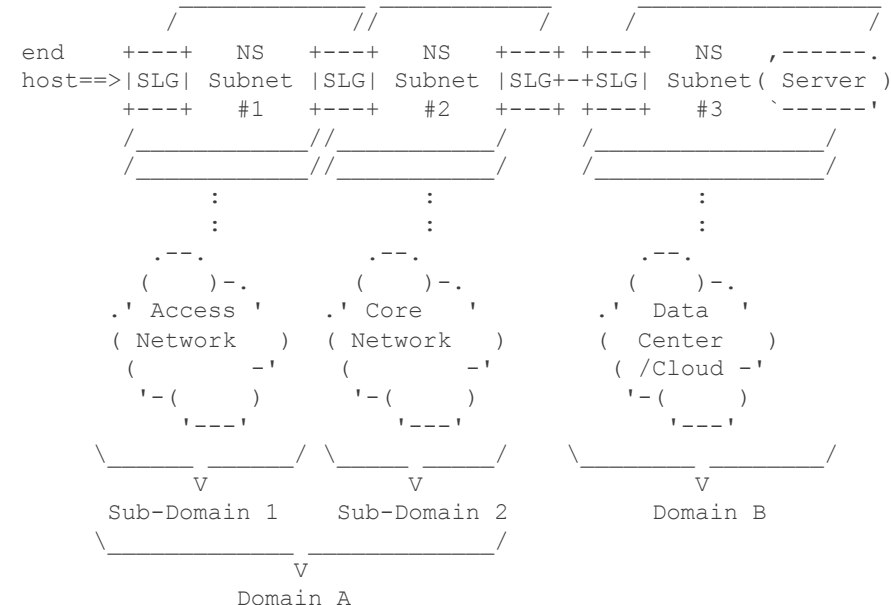 end +---+ NS +---+ NS +---+ +---+ NS ,------.
host==>|SLG| Subnet |SLG| Subnet |SLG+-+SLG| Subnet( Server )
+---+ #1 +---+ #2 +---+ +---+ #3 `------'
Access Core Data
( Network ) ( Network ) ( Center )
/Cloud
V V V
Sub-Domain 1 Sub-Domain 2 Domain B
V
Domain A